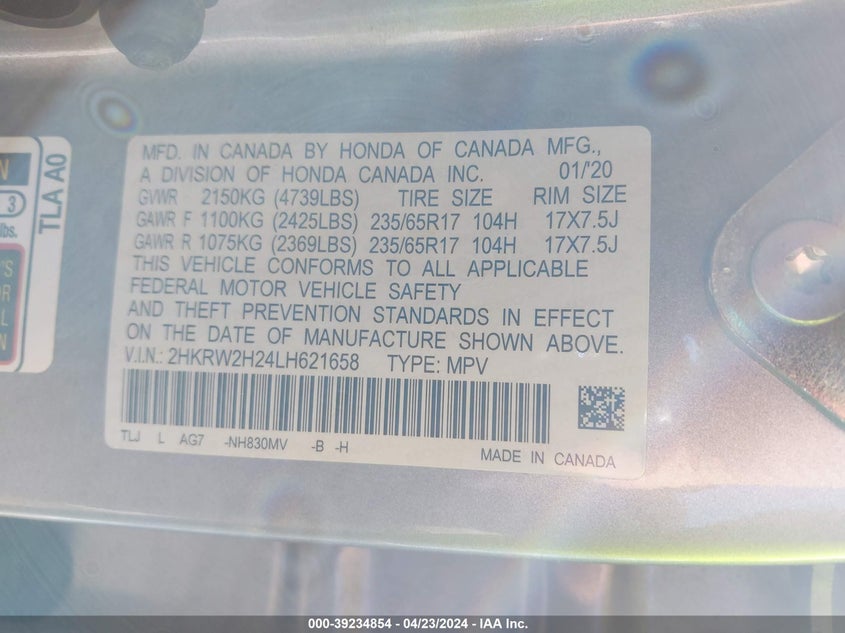 MFD. IN CANADA BY HONDA OF CANADA MFG.,
A DIVISION OF HONDA CANADA INC. 01/'20
GVWR 2150KG (4739LBS) TIRE SIZE RIM SIZE
GAWR F 1100KG (2425LBS) 235/65R17 104H 17X7.5J
GAWR R 1075KG (2369LBS) 235/65R17 104H 17X7.5J
THIS VEHICLE CONFORMS TO ALL APPLICABLE
FEDERAL MOTOR VEHICLE SAFETY
AND THEFT PREVENTION STANDARDS IN EFFECT
ON THE DATE OF MANUFACTURE SHOWN ABOVE.
V.I.N.: 2HKRW2H24LH621658 TYPE: MPV
TLJ L AG7 -NH830MV -B -H
MADE IN CANADA
TLA A0
3
lbs.
000-39234854 - 04/23/2024 - IAA Inc.